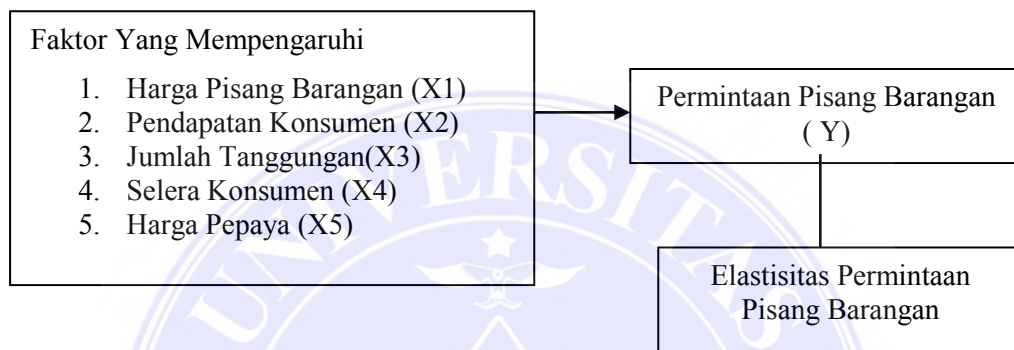 Faktor Yang Mempengaruhi
1. Harga Pisang Barangan (X1)
2. Pendapatan Konsumen (X2)
3. Jumlah Tanggungan(X3)
4. Selera Konsumen (X4)
5. Harga Pepaya (X5)
Permintaan Pisang Barangan
( Y)
Elastisitas Permintaan
Pisang Barangan
UNIVERSITAS